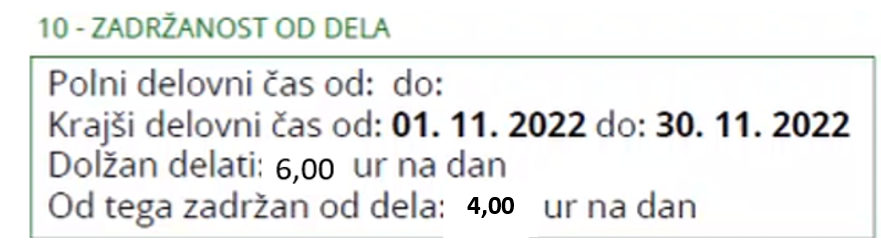 10 - ZADRŽANOST OD DELA
Polni delovni čas od: do:
Krajši delovni čas od: 01. 11. 2022 do: 30. 11. 2022
Dolžan delati: 6,00 ur na dan
Od tega zadržan od dela: 4,00 ur na dan